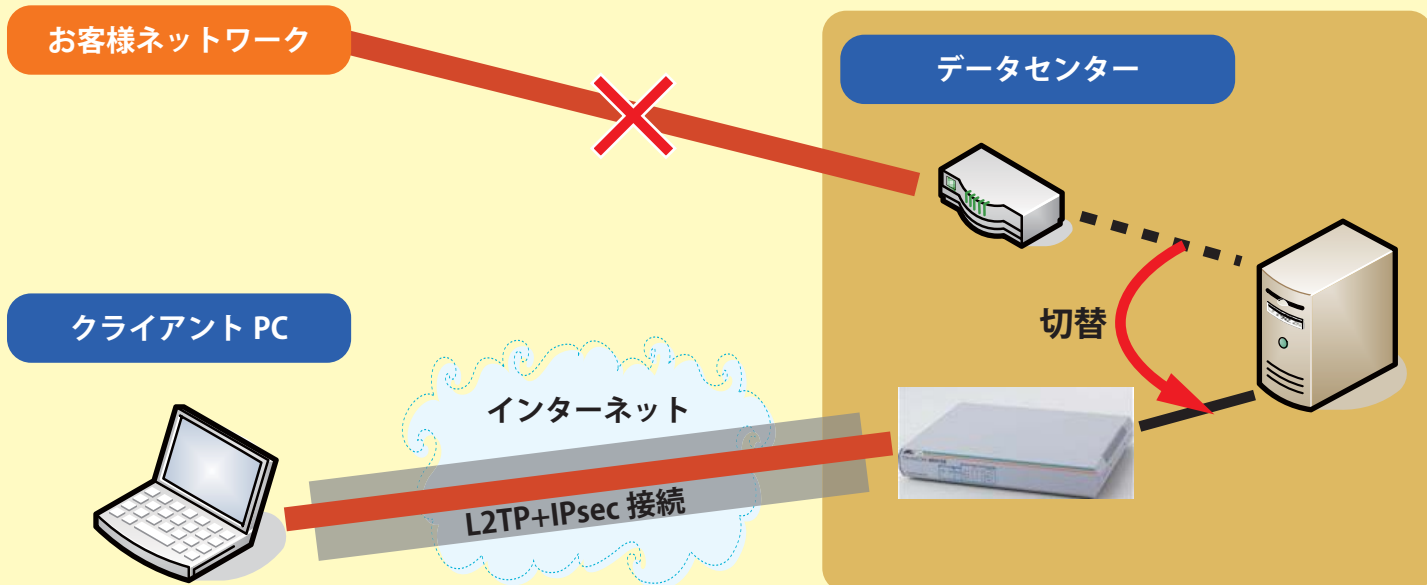 お客様ネットワーク
データセンター
切替
クライアント PC
インターネット
L2TP+IPsec 接続